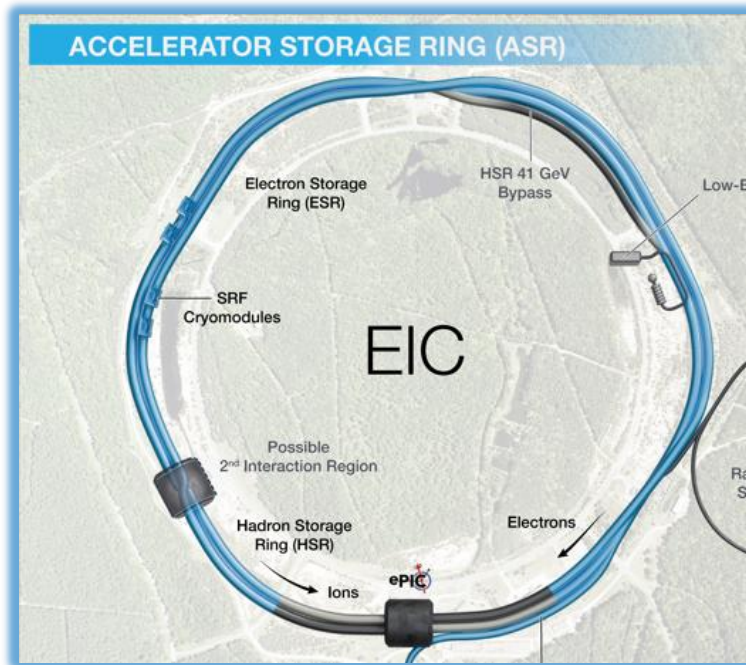 ACCELERATOR STORAGE RING (ASR)
Electron Storage
Ring (ESR)
HSR 41 GeV
Bypass
SRF
Cryomodules
EIC
Possible
2nd Interaction Region
Hadron Storage
Ring (HSR)
Electrons
Ions
ePIC